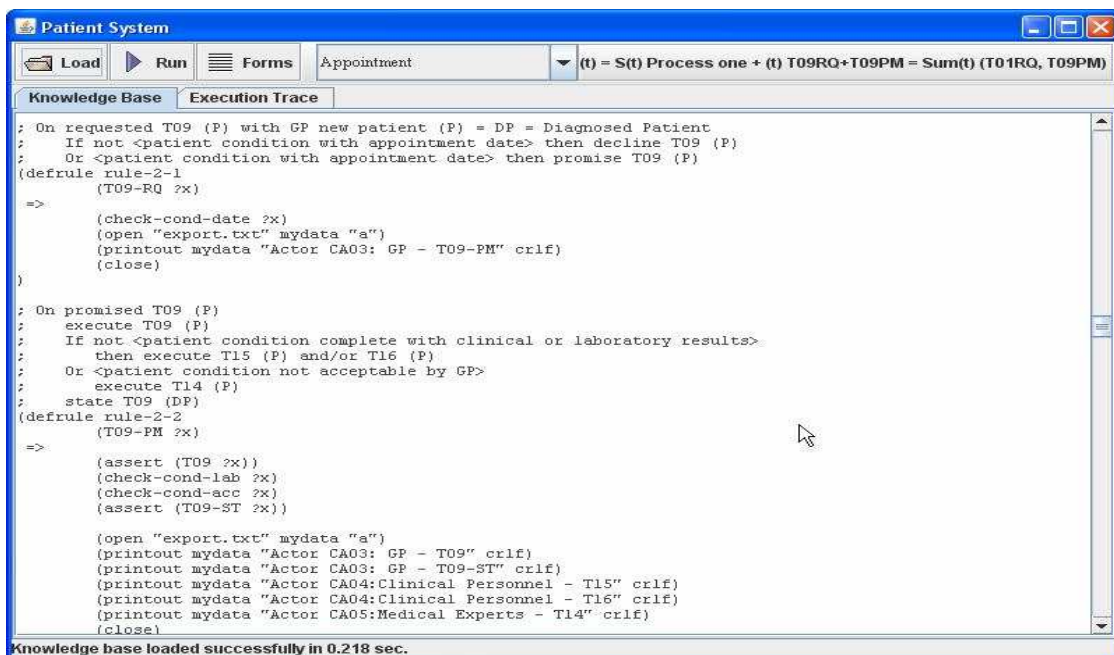 Patient System
Load Run Forms Appointment (t) = S(t) Process one + (t) T09RQ+T09PM = Sum(t) (T01RQ, T09PM)
Knowledge Base Execution Trace
; On requested T09 (P) with GP new patient (P) = DP = Diagnosed Patient
;    If not <patient condition with appointment date> then decline T09 (P)
;    Or <patient condition with appointment date> then promise T09 (P)
(defrule rule-2-1
        (T09-RQ ?x)
 =>
        (check-cond-date ?x)
        (open "export.txt" mydata "a")
        (printout mydata "Actor CA03: GP - T09-PM" crlf)
        (close)
)
; On promised T09 (P)
;    execute T09 (P)
;    If not <patient condition complete with clinical or laboratory results>
;       then execute T15 (P) and/or T16 (P)
;    Or <patient condition not acceptable by GP>
;       execute T14 (P)
;    state T09 (DP)
(defrule rule-2-2
        (T09-PM ?x)
 =>
        (assert (T09 ?x))
        (check-cond-lab ?x)
        (check-cond-acc ?x)
        (assert (T09-ST ?x))
        (open "export.txt" mydata "a")
        (printout mydata "Actor CA03: GP - T09" crlf)
        (printout mydata "Actor CA03: GP - T09-ST" crlf)
        (printout mydata "Actor CA04:Clinical Personnel - T15" crlf)
        (printout mydata "Actor CA04:Clinical Personnel - T16" crlf)
        (printout mydata "Actor CA05:Medical Experts - T14" crlf)
        (close)
Knowledge base loaded successfully in 0.218 sec.